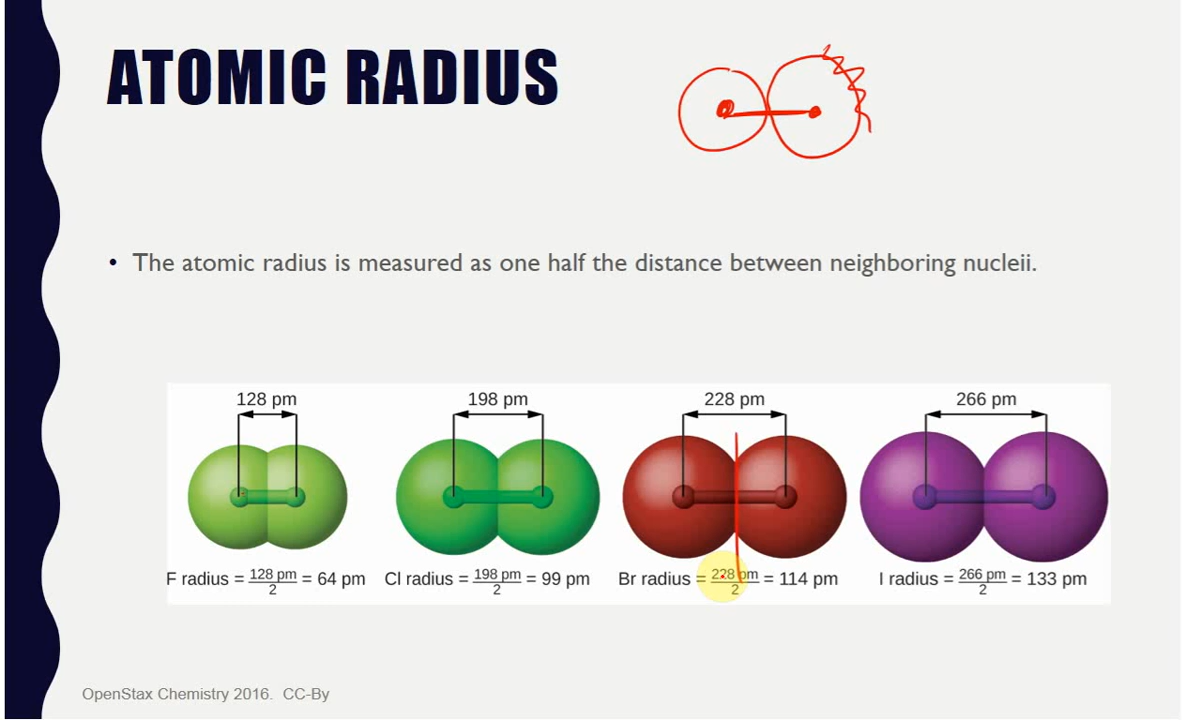 ATOMIC RADIUS
• The atomic radius is measured as one half the distance between neighboring nucleii.
128 pm 198 pm 228 pm 266 pm
F radius = 128 pm/2 = 64 pm Cl radius = 198 pm/2 = 99 pm Br radius = 228 pm/2 = 114 pm I radius = 266 pm/2 = 133 pm
OpenStax Chemistry 2016. CC-By